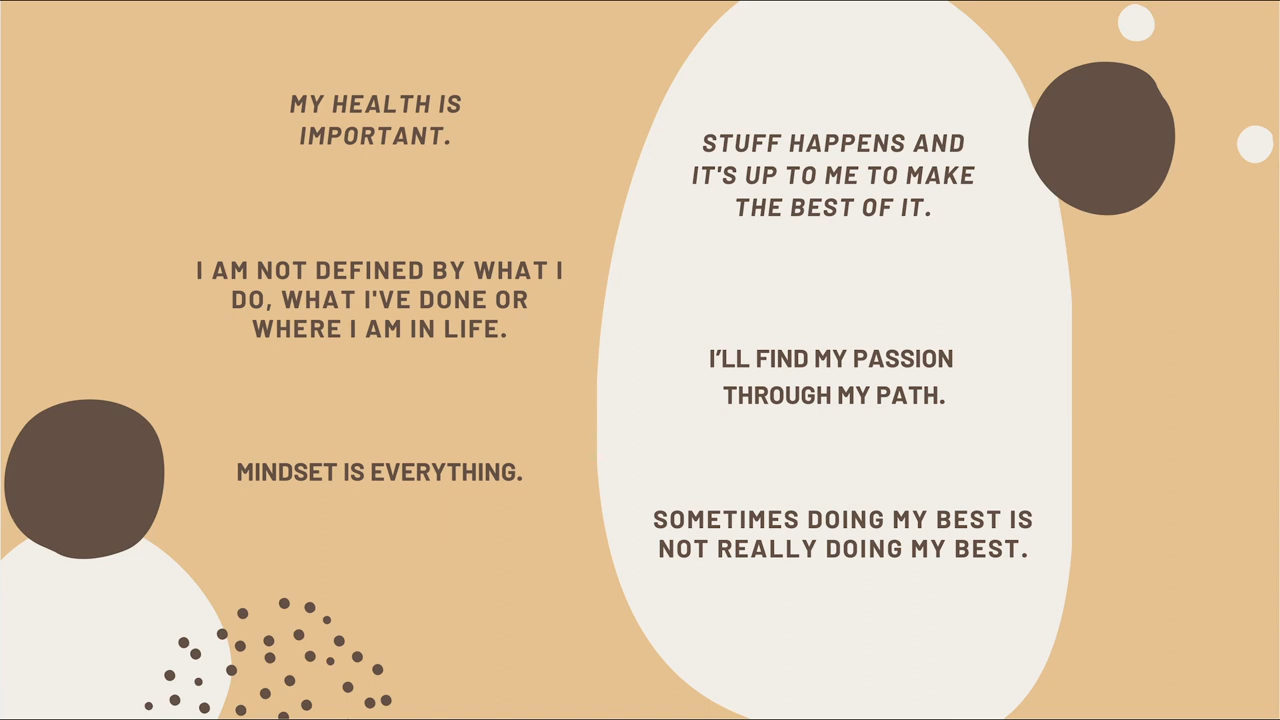 MY HEALTH IS
IMPORTANT.
I AM NOT DEFINED BY WHAT I
DO, WHAT I'VE DONE OR
WHERE I AM IN LIFE.
MINDSET IS EVERYTHING.
STUFF HAPPENS AND
IT'S UP TO ME TO MAKE
THE BEST OF IT.
I’LL FIND MY PASSION
THROUGH MY PATH.
SOMETIMES DOING MY BEST IS
NOT REALLY DOING MY BEST.